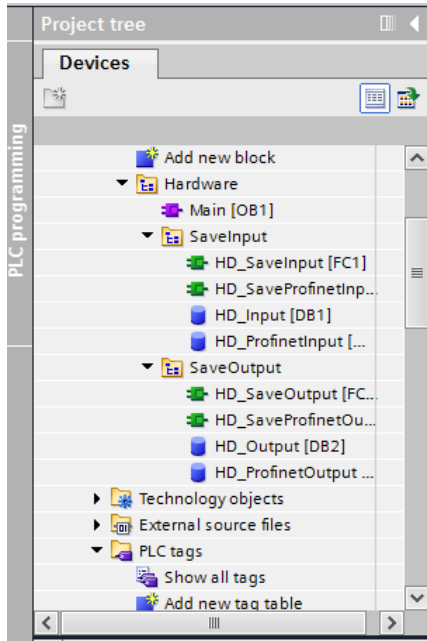 Project tree
Devices
PLC programming
Add new block
Hardware
Main [OB1]
SaveInput
HD_SaveInput [FC1]
HD_SaveProfinetInp...
HD_Input [DB1]
HD_ProfinetInput [...
SaveOutput
HD_SaveOutput [FC...
HD_SaveProfinetOu...
HD_Output [DB2]
HD_ProfinetOutput ...
Technology objects
External source files
PLC tags
Show all tags
Add new tag table